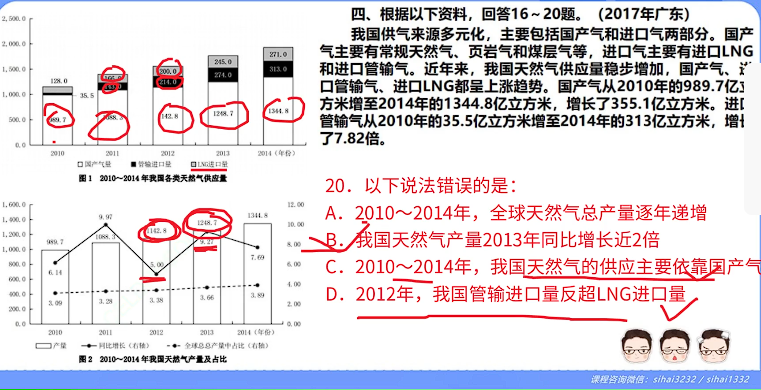 四、根据以下资料，回答16～20题。（2017年广东）
我国供气来源多元化，主要包括国产气和进口气两部分。国产
气主要有常规天然气、页岩气和煤层气等，进口气主要有进口LNG
和进口管输气。近年来，我国天然气供应量稳步增加，国产气、进
口管输气、进口LNG都呈上涨趋势。国产气从2010年的989.7亿立
方米增至2014年的1344.8亿立方米，增长了355.1亿立方米。进口
管输气从2010年的35.5亿立方米增至2014年的313亿立方米，增长
了7.82倍。
2,500.0
2,000.0
1,500.0
1,000.0
500.0
0.0
128.0
35.5
200.0
214.0
142.8
245.0
274.0
1248.7
271.0
313.0
1344.8
2010 2011 2012 2013 2014（年份）
国产气量 管输进口量 LNG进口量
图1 2010～2014年我国各类天然气供应量
1,600.0
1,400.0
1,200.0
1,000.0
800.0
600.0
400.0
200.0
0.0
12.00
10.00
8.00
6.00
4.00
2.00
0.00
989.7
1088.3
1142.8
1248.7
1344.8
6.14
9.97
5.00
9.27
7.69
3.09
3.28
3.38
3.66
3.89
2010 2011 2012 2013 2014（年份）
产量 同比增长（右轴） 全球总产量中占比（右轴）
图2 2010～2014年我国天然气产量及占比
20. 以下说法错误的是：
A. 2010～2014年，全球天然气总产量逐年递增
B. 我国天然气产量2013年同比增长近2倍
C. 2010～2014年，我国天然气的供应主要依靠国产气
D. 2012年，我国管输进口量反超LNG进口量
课程咨询微信：sihai3232 / sihai1332